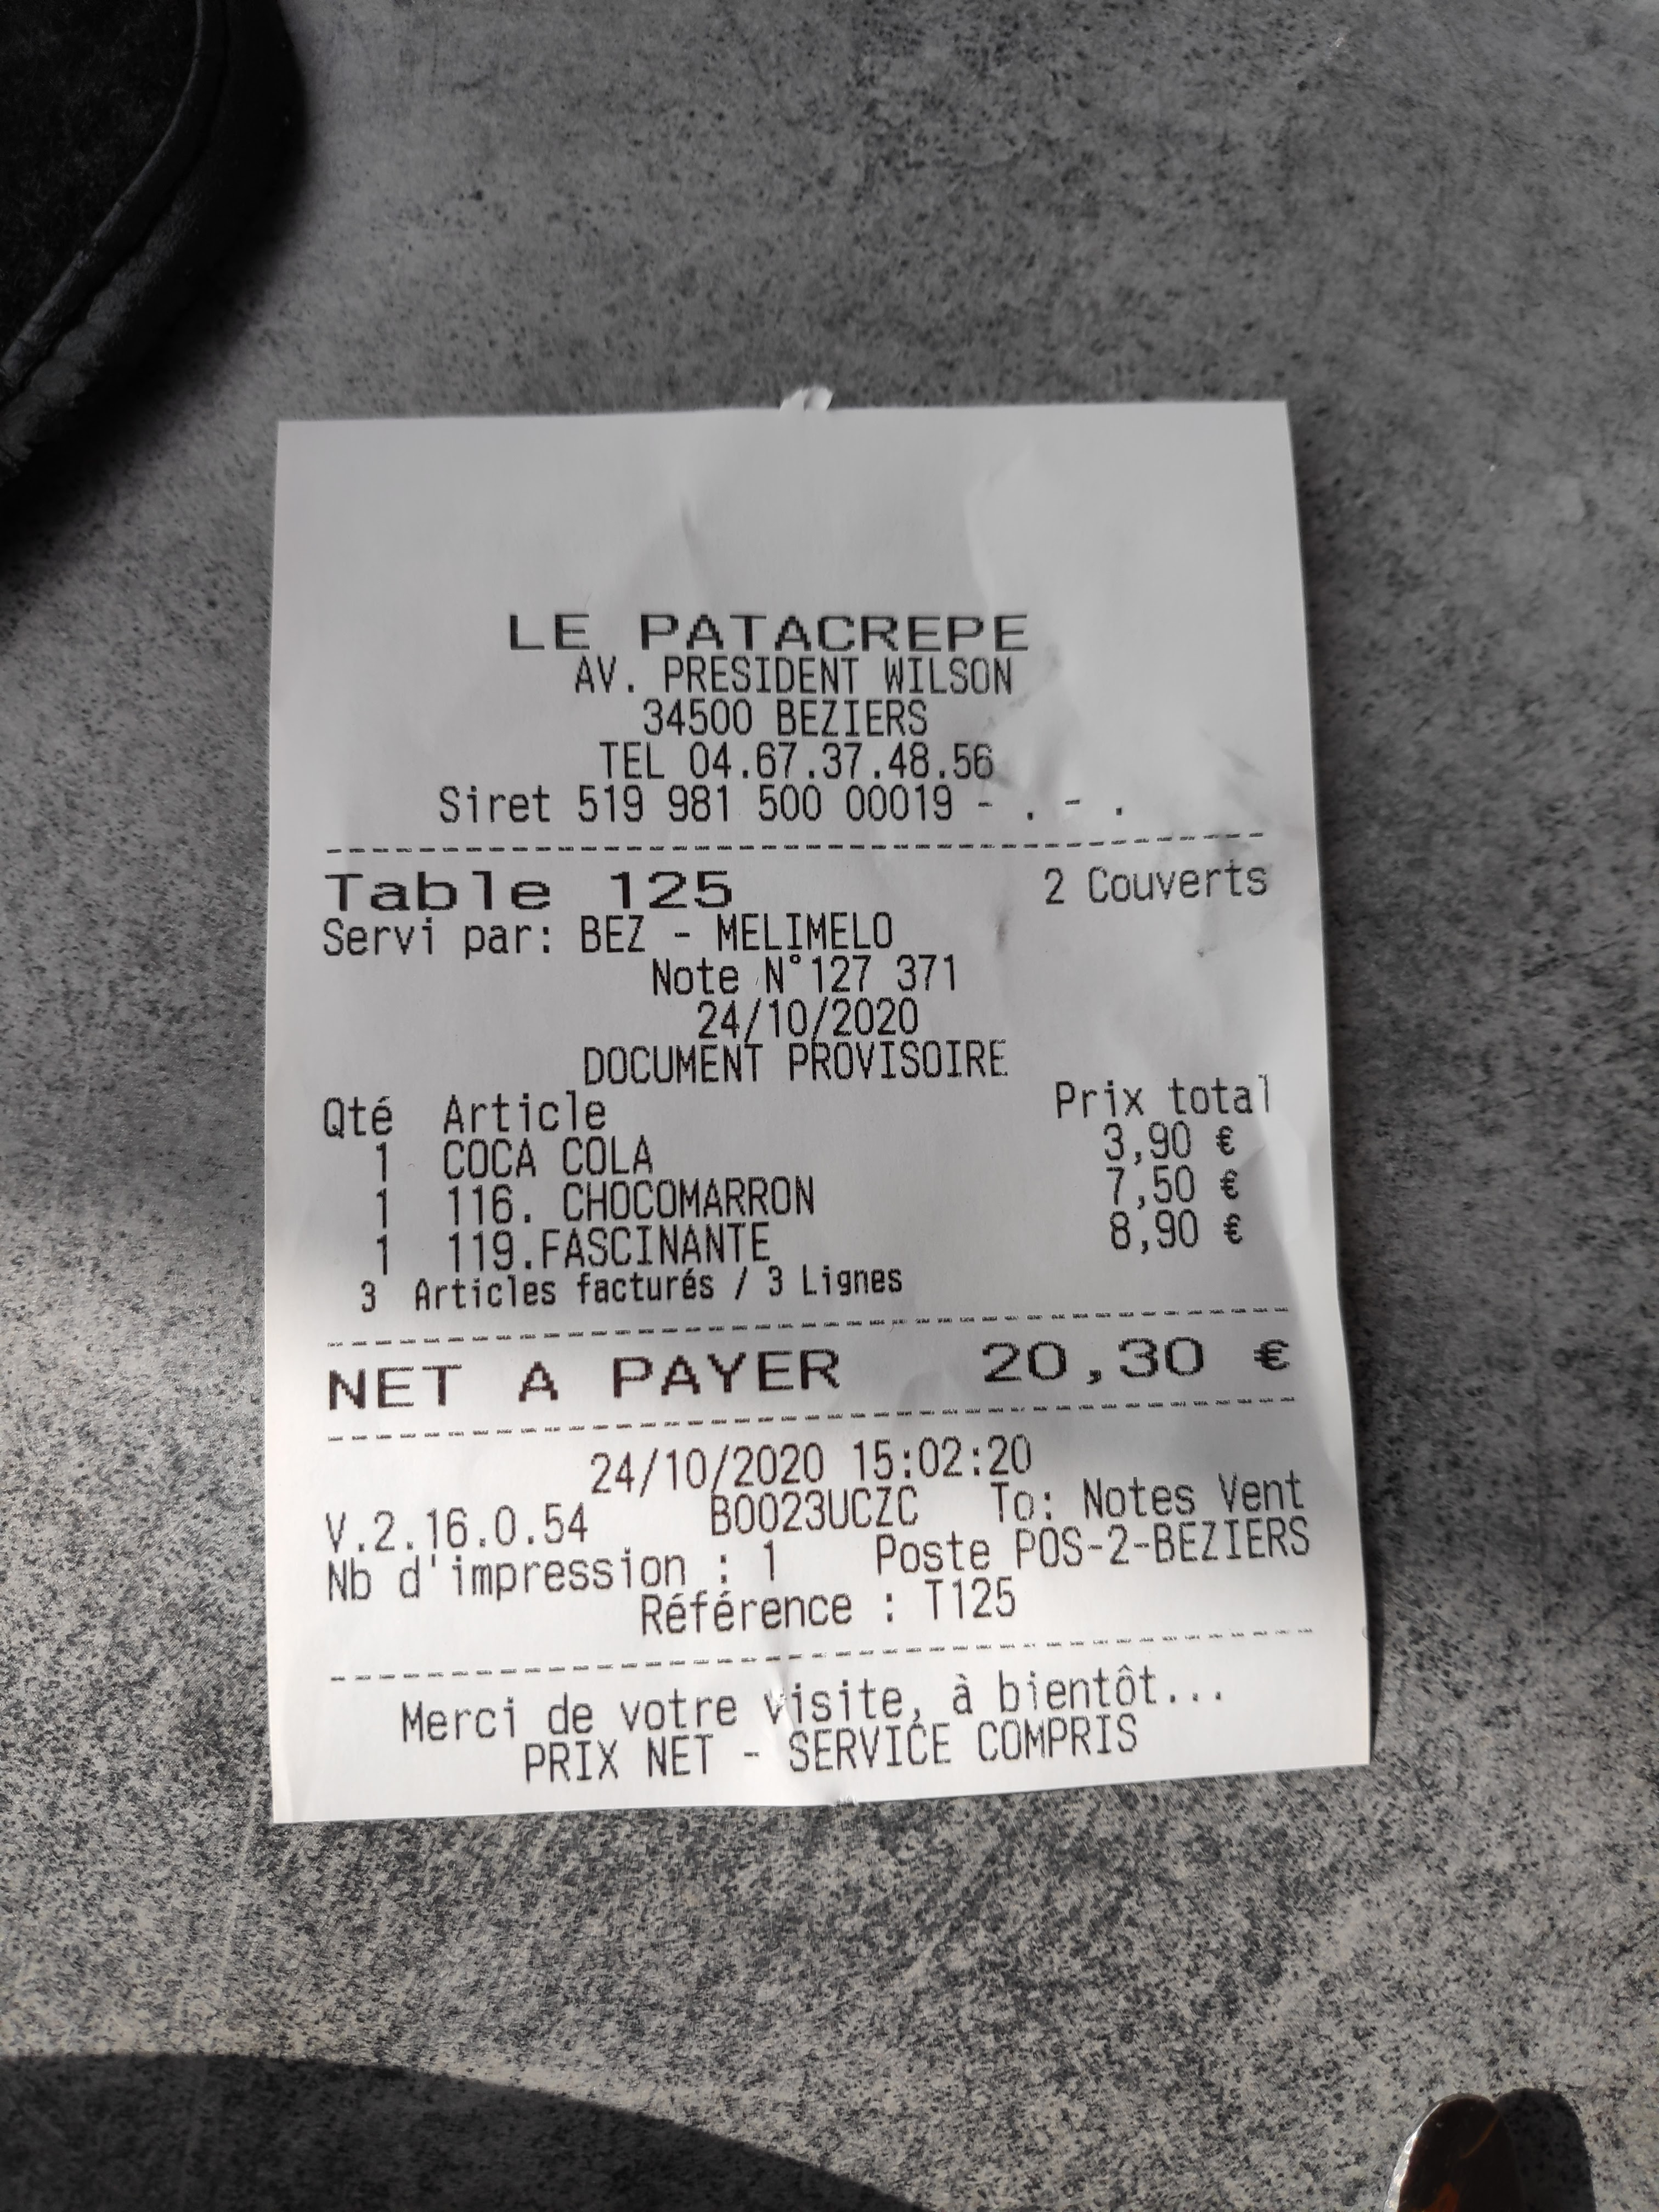 LE PATACREPE
AV. PRESIDENT WILSON
34500 BEZIERS
TEL 04.67.37.48.56
Siret 519 981 500 00019 - . - .
Table 125 2 Couverts
Servi par: BEZ - MELIMELO
Note N°127 371
24/10/2020
DOCUMENT PROVISOIRE
Qté Article Prix total
1 COCA COLA 3,90 €
1 116. CHOCOMARRON 7,50 €
1 119.FASCINANTE 8,90 €
3 Articles facturés / 3 Lignes
NET A PAYER 20,30 €
24/10/2020 15:02:20
V.2.16.0.54 B0023UCZC To: Notes Vent
Nb d'impression : 1 Poste POS-2-BEZIERS
Référence : T125
Merci de votre visite, à bientôt...
PRIX NET - SERVICE COMPRIS